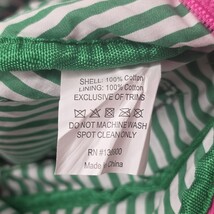 SHELL: 100% Cotton
LINING: 100% Cotton
EXCLUSIVE OF TRIMS
DO NOT MACHINE WASH
SPOT CLEAN ONLY
RN #
Made in China